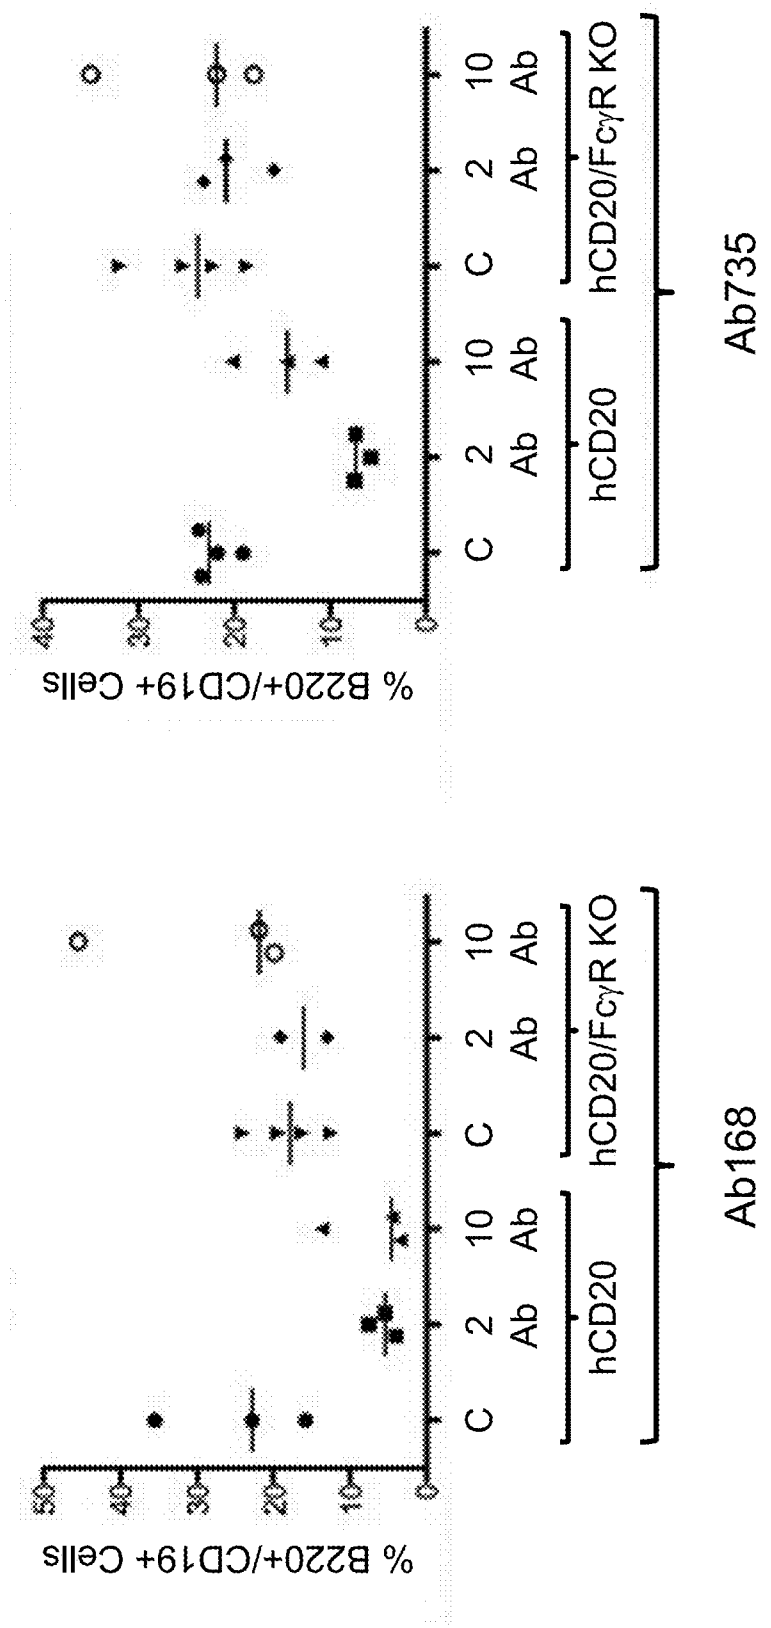 % B220+/CD19+ Cells
50
40
30
20
10
0
C 2 10 C 2 10
Ab Ab Ab Ab
hCD20 hCD20/FcγR KO
Ab168
% B220+/CD19+ Cells
40
30
20
10
0
C 2 10 C 2 10
Ab Ab Ab Ab
hCD20 hCD20/FcγR KO
Ab735